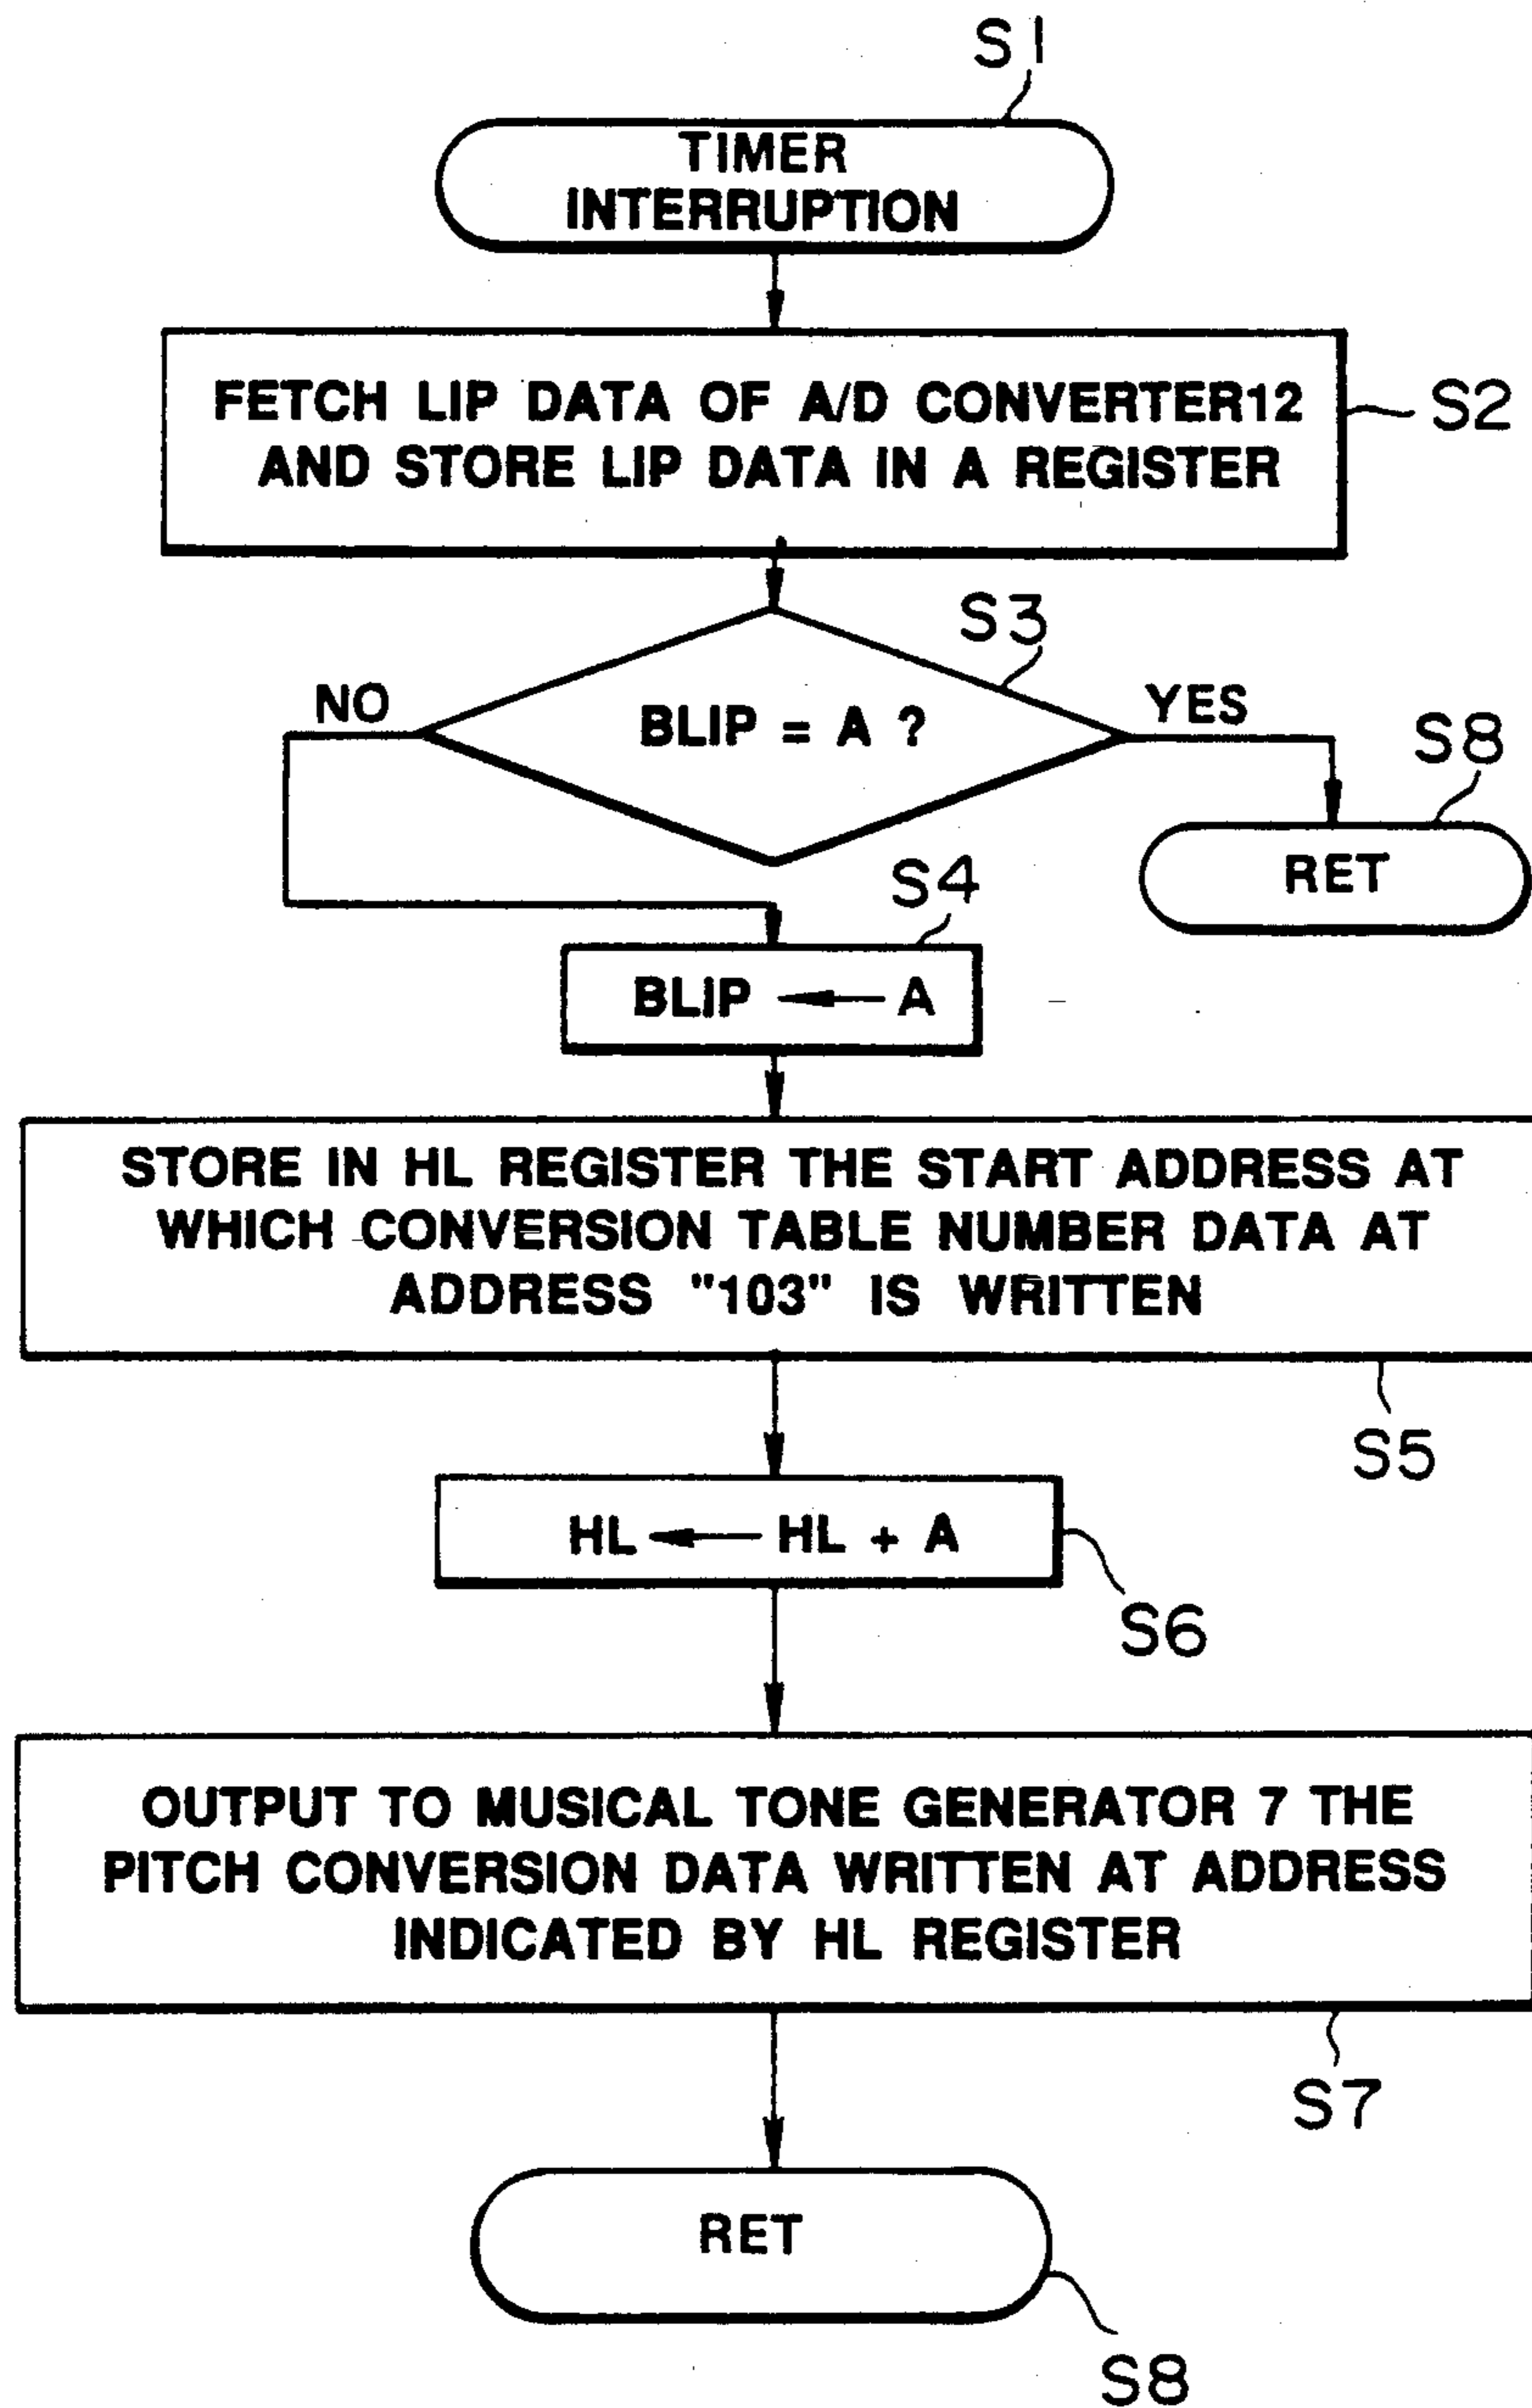 S1
TIMER
INTERRUPTION
FETCH LIP DATA OF A/D CONVERTER12
AND STORE LIP DATA IN A REGISTER
S2
S3
NO
BLIP = A ?
YES
S8
RET
S4
BLIP ← A
STORE IN HL REGISTER THE START ADDRESS AT
WHICH CONVERSION TABLE NUMBER DATA AT
ADDRESS "103" IS WRITTEN
S5
HL ← HL + A
S6
OUTPUT TO MUSICAL TONE GENERATOR 7 THE
PITCH CONVERSION DATA WRITTEN AT ADDRESS
INDICATED BY HL REGISTER
S7
RET
S8